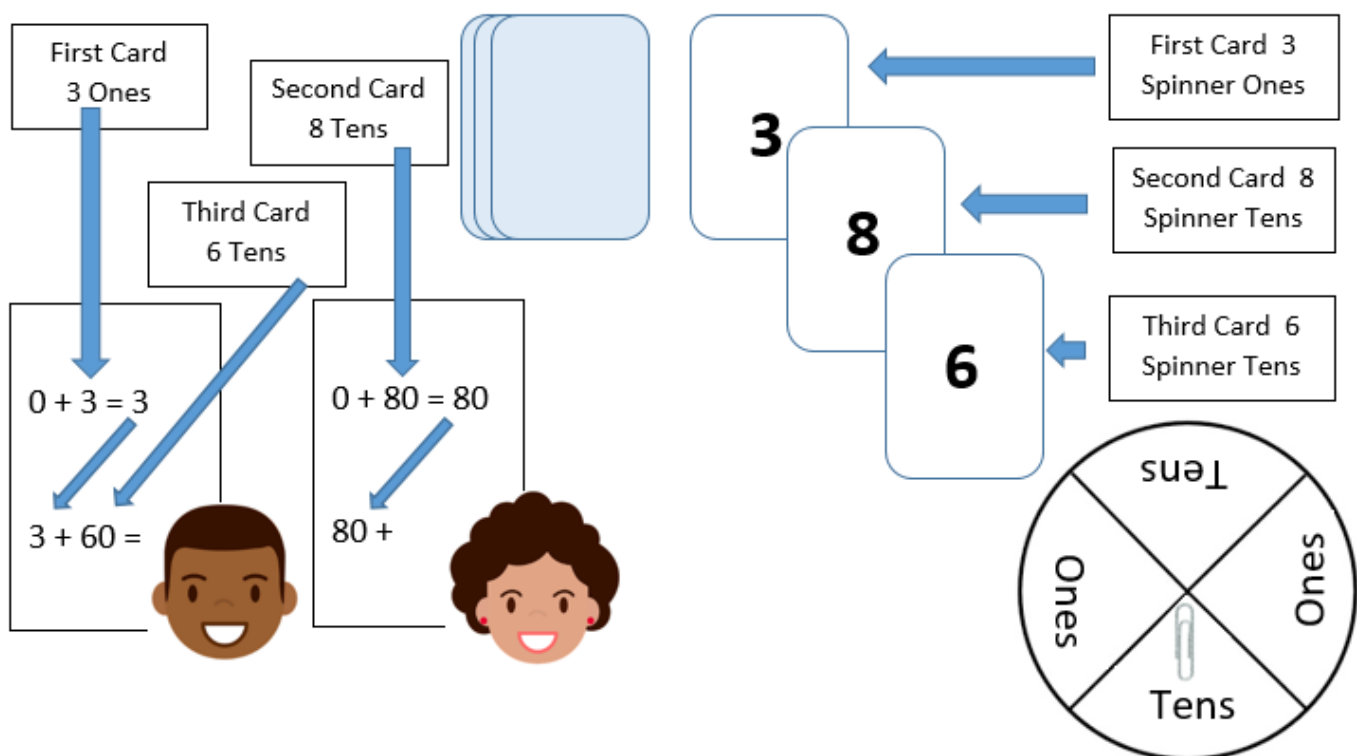 First Card
3 Ones
Second Card
8 Tens
Third Card
6 Tens
0 + 3 = 3
3 + 60 =
0 + 80 = 80
80 +
3
8
6
First Card  3
Spinner Ones
Second Card  8
Spinner Tens
Third Card  6
Spinner Tens
Tens
Ones
Ones
Tens